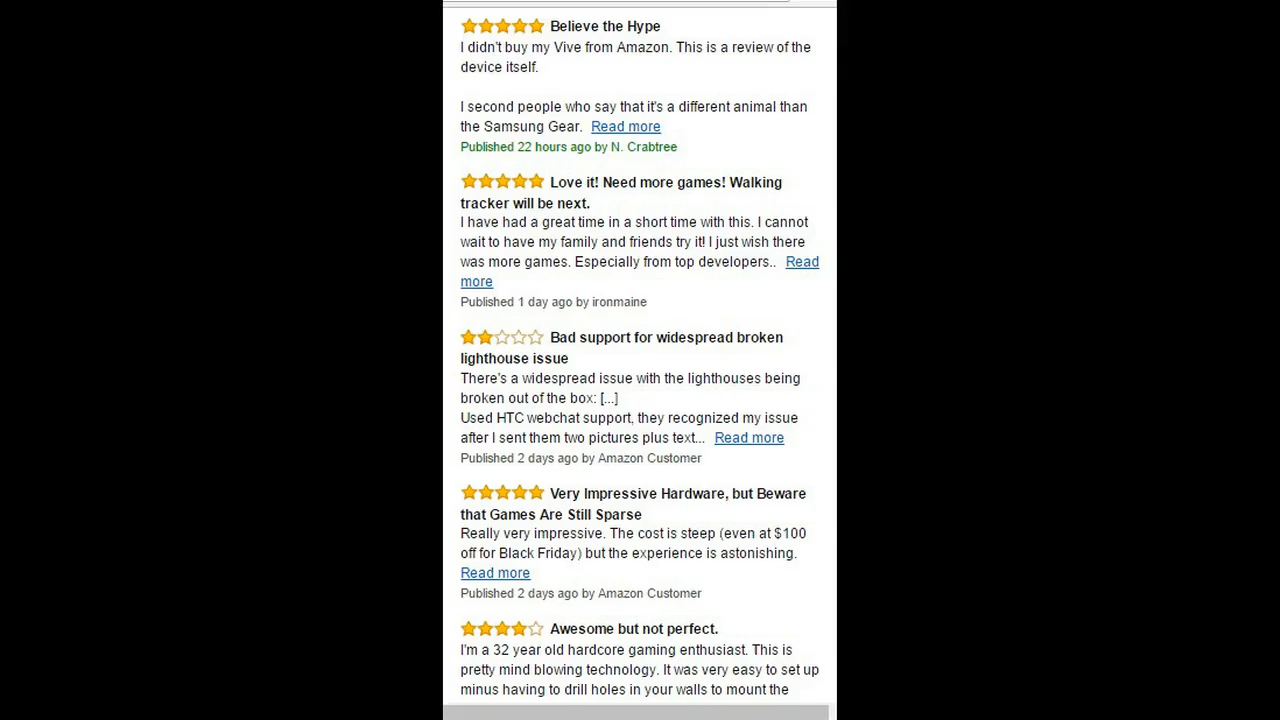 Believe the Hype
I didn't buy my Vive from Amazon. This is a review of the
device itself.
I second people who say that it's a different animal than
the Samsung Gear. Read more
Published 22 hours ago by N. Crabtree
Love it! Need more games! Walking
tracker will be next.
I have had a great time in a short time with this. I cannot
wait to have my family and friends try it! I just wish there
was more games. Especially from top developers.. Read
more
Published 1 day ago by ironmaine
Bad support for widespread broken
lighthouse issue
There's a widespread issue with the lighthouses being
broken out of the box: [...]
Used HTC webchat support, they recognized my issue
after I sent them two pictures plus text... Read more
Published 2 days ago by Amazon Customer
Very Impressive Hardware, but Beware
that Games Are Still Sparse
Really very impressive. The cost is steep (even at $100
off for Black Friday) but the experience is astonishing.
Read more
Published 2 days ago by Amazon Customer
Awesome but not perfect.
I'm a 32 year old hardcore gaming enthusiast. This is
pretty mind blowing technology. It was very easy to set up
minus having to drill holes in your walls to mount the